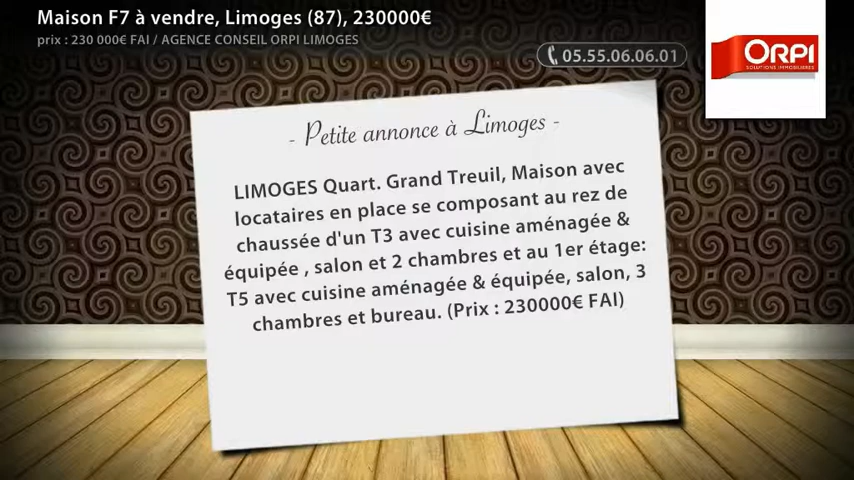 Maison F7 à vendre, Limoges (87), 230000€
prix : 230 000€ FAI / AGENCE CONSEIL ORPI LIMOGES
05.55.06.06.01
ORPI
SOLUTIONS IMMOBILIÈRES
- Petite annonce à Limoges -
LIMOGES Quart. Grand Treuil, Maison avec
locataires en place se composant au rez de
chaussée d'un T3 avec cuisine aménagée &
équipée , salon et 2 chambres et au 1er étage:
T5 avec cuisine aménagée & équipée, salon, 3
chambres et bureau. (Prix : 230000€ FAI)